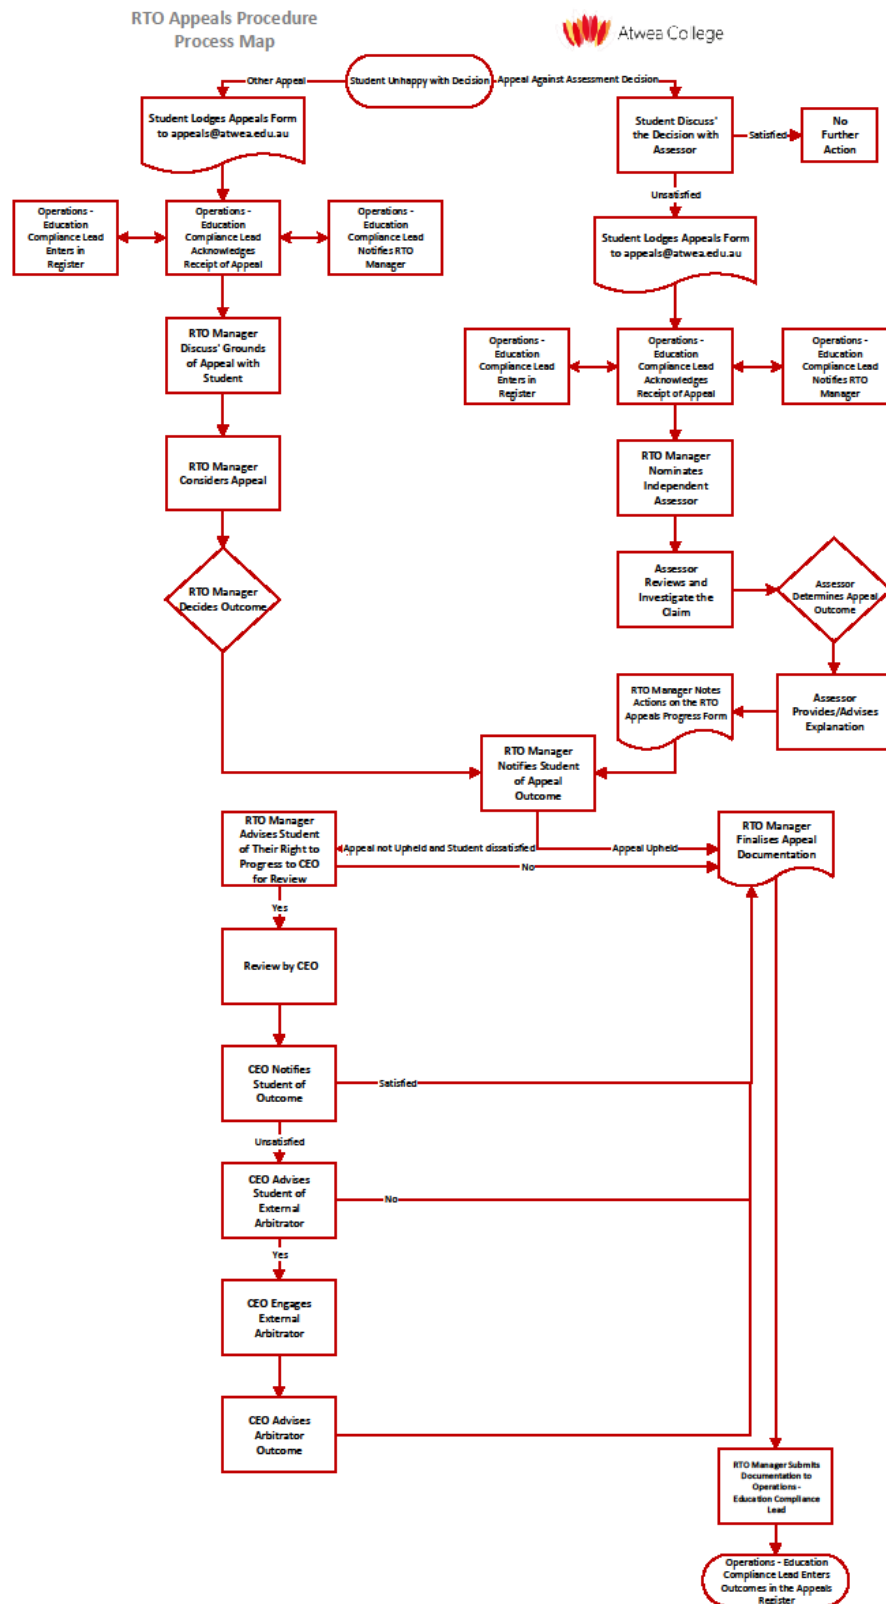 RTO Appeals Procedure
Process Map
Atwea College
Other Appeal
Student Unhappy with Decision
Appeal Against Assessment Decision
Student Lodges Appeals Form
to appeals@atwea.edu.au
Student Discuss'
the Decision with
Assessor
Satisfied
No
Further
Action
Unsatisfied
Operations -
Education
Compliance Lead
Enters in
Register
Operations -
Education
Compliance Lead
Acknowledges
Receipt of Appeal
Operations -
Education
Compliance Lead
Notifies RTO
Manager
Student Lodges Appeals Form
to appeals@atwea.edu.au
RTO Manager
Discuss' Grounds
of Appeal with
Student
Operations -
Education
Compliance Lead
Enters in
Register
Operations -
Education
Compliance Lead
Acknowledges
Receipt of Appeal
Operations -
Education
Compliance Lead
Notifies RTO
Manager
RTO Manager
Considers Appeal
RTO Manager
Nominates
Independent
Assessor
RTO Manager
Decides Outcome
Assessor
Reviews and
Investigate the
Claim
Assessor
Determines Appeal
Outcome
RTO Manager Notes
Actions on the RTO
Appeals Progress Form
Assessor
Provides/Advises
Explanation
RTO Manager
Notifies Student
of Appeal
Outcome
RTO Manager
Advises Student
of Their Right to
Progress to CEO
for Review
Appeal not Upheld and Student dissatisfied
Appeal Upheld
No
RTO Manager
Finalises Appeal
Documentation
Yes
Review by CEO
CEO Notifies
Student of
Outcome
Satisfied
Unsatisfied
CEO Advises
Student of
External
Arbitrator
No
Yes
CEO Engages
External
Arbitrator
CEO Advises
Arbitrator
Outcome
RTO Manager Submits
Documentation to
Operations -
Education Compliance
Lead
Operations - Education
Compliance Lead Enters
Outcomes in the Appeals
Register